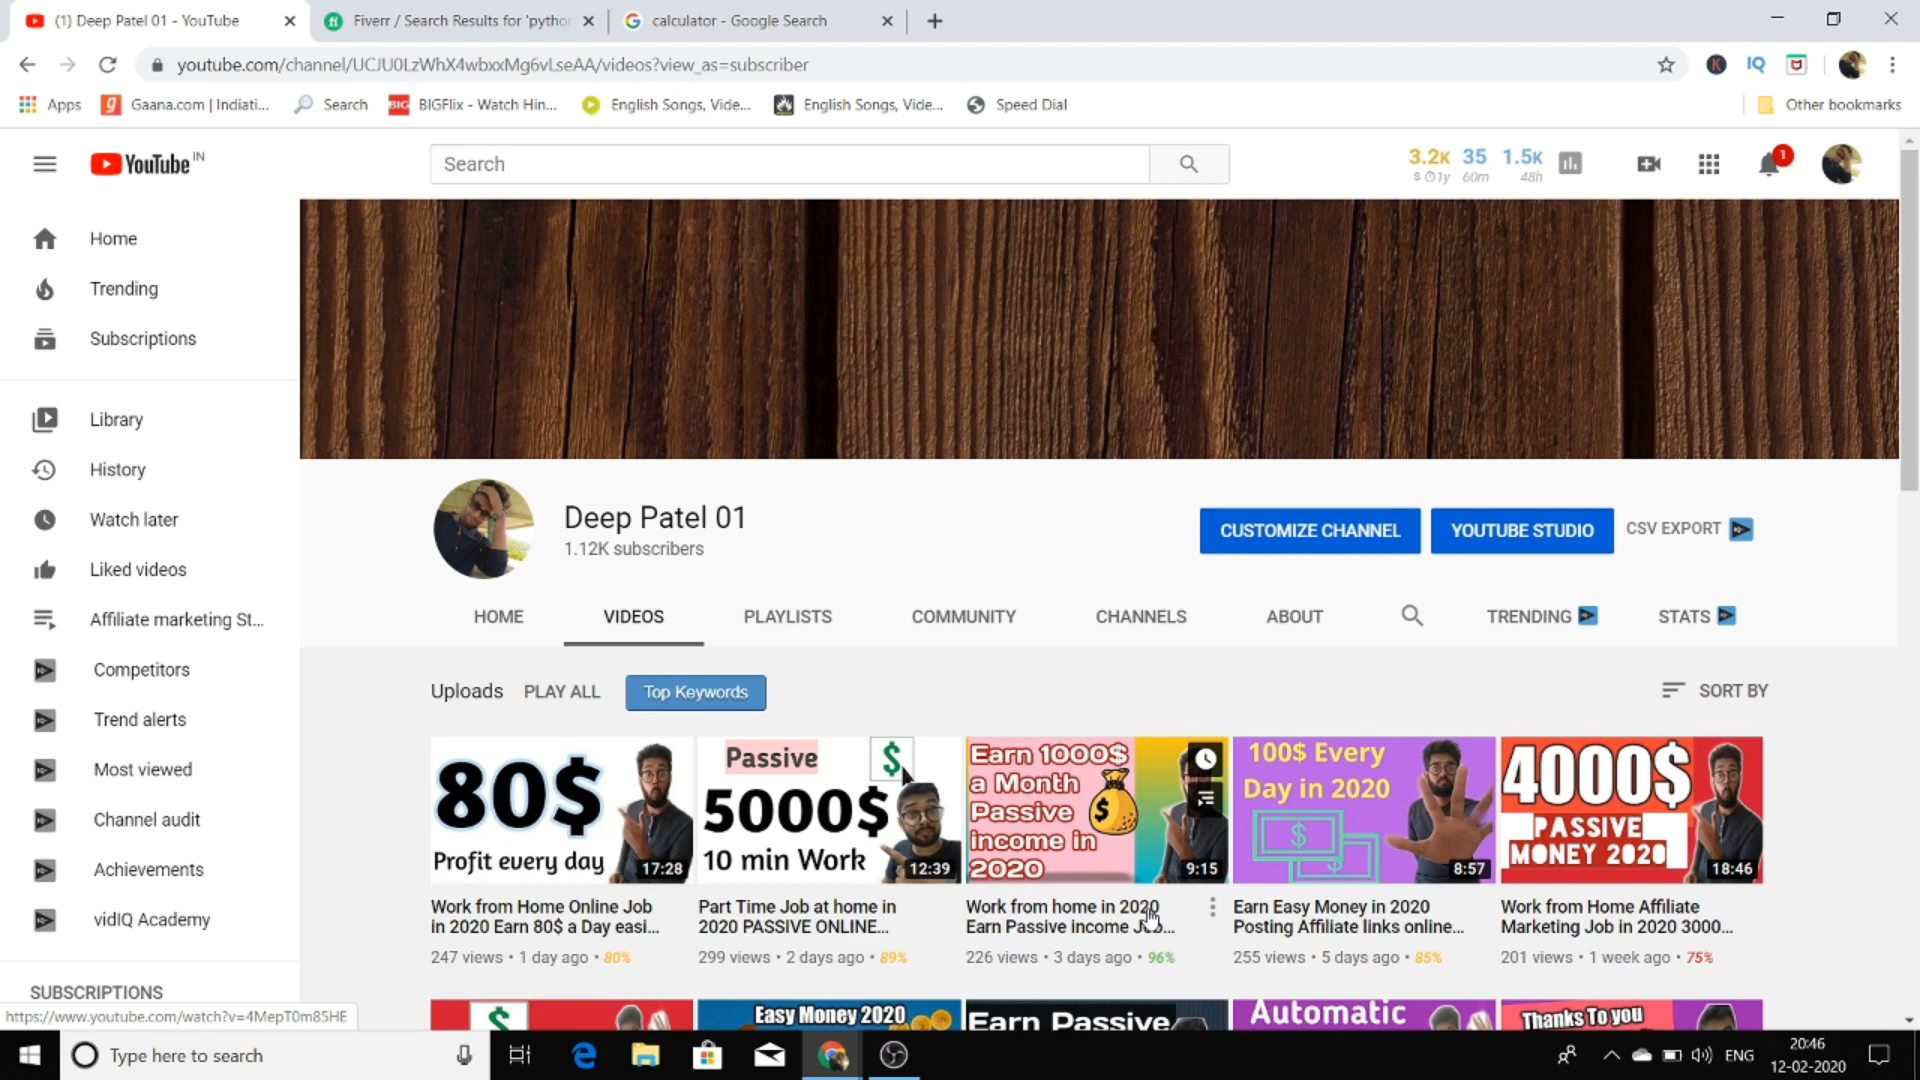 (1) Deep Patel 01 - YouTube
Fiverr / Search Results for 'pytho
calculator - Google Search
youtube.com/channel/UCJU0LzWhX4wbxxMg6vLseAA/videos?view_as=subscriber
IQ
Apps
Gaana.com | Indiati...
Search
BIG
BIGFlix - Watch Hin...
English Songs, Vide...
English Songs, Vide...
Speed Dial
Other bookmarks
YouTube IN
Search
3.2K 35 1.5K
$ 1y 60m 48h
1
Home
Trending
Subscriptions
Library
History
Watch later
Liked videos
Affiliate marketing St...
Competitors
Trend alerts
Most viewed
Channel audit
Achievements
vidIQ Academy
SUBSCRIPTIONS
https://www.youtube.com/watch?v=4MepT0m85HE
Deep Patel 01
1.12K subscribers
CUSTOMIZE CHANNEL
YOUTUBE STUDIO
CSV EXPORT
HOME
VIDEOS
PLAYLISTS
COMMUNITY
CHANNELS
ABOUT
TRENDING
STATS
Uploads
PLAY ALL
Top Keywords
SORT BY
80$
Profit every day
17:28
Work from Home Online Job
in 2020 Earn 80$ a Day easi...
247 views • 1 day ago • 80%
Passive
$
5000$
10 min Work
12:39
Part Time Job at home in
2020 PASSIVE ONLINE...
299 views • 2 days ago • 89%
Earn 1000$
a Month
Passive
income in
2020
$
9:15
Work from home in 2020
Earn Passive income J...
226 views • 3 days ago • 96%
100$ Every
Day in 2020
$
8:57
Earn Easy Money in 2020
Posting Affiliate links online...
255 views • 5 days ago • 85%
4000$
PASSIVE
MONEY 2020
18:46
Work from Home Affiliate
Marketing Job in 2020 3000...
201 views • 1 week ago • 75%
$
Easy Money 2020
Earn Passive
Automatic
Thanks To you
Type here to search
ENG
20:46
12-02-2020